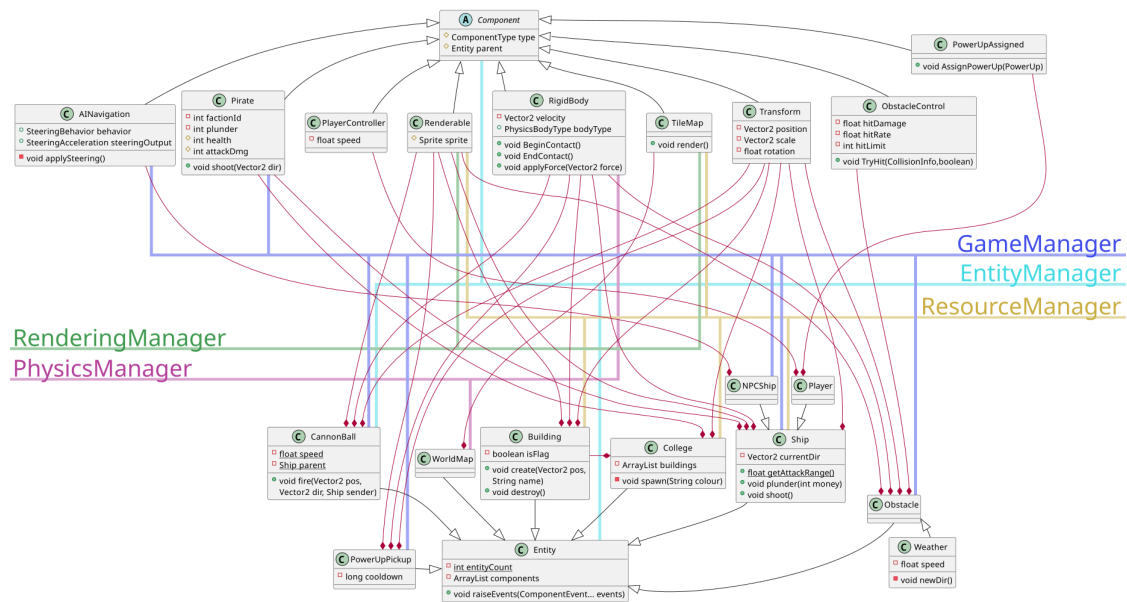 A Component
ComponentType type
Entity parent
C PowerUpAssigned
void AssignPowerUp(PowerUp)
C AINavigation
SteeringBehavior behavior
SteeringAcceleration steeringOutput
void applySteering()
C Pirate
int factionId
int plunder
int health
int attackDmg
void shoot(Vector2 dir)
C PlayerController
float speed
C Renderable
Sprite sprite
C RigidBody
Vector2 velocity
PhysicsBodyType bodyType
void BeginContact()
void EndContact()
void applyForce(Vector2 force)
C TileMap
void render()
C Transform
Vector2 position
Vector2 scale
float rotation
C ObstacleControl
float hitDamage
float hitRate
int hitLimit
void TryHit(CollisionInfo,boolean)
GameManager
EntityManager
ResourceManager
RenderingManager
PhysicsManager
C NPCShip
C Player
C CannonBall
float speed
Ship parent
void fire(Vector2 pos,
Vector2 dir, Ship sender)
C WorldMap
C Building
boolean isFlag
void create(Vector2 pos,
String name)
void destroy()
C College
ArrayList buildings
void spawn(String colour)
C Ship
Vector2 currentDir
float getAttackRange()
void plunder(int money)
void shoot()
C Obstacle
C Weather
float speed
void newDir()
C PowerUpPickup
long cooldown
C Entity
int entityCount
ArrayList components
void raiseEvents(ComponentEvent... events)